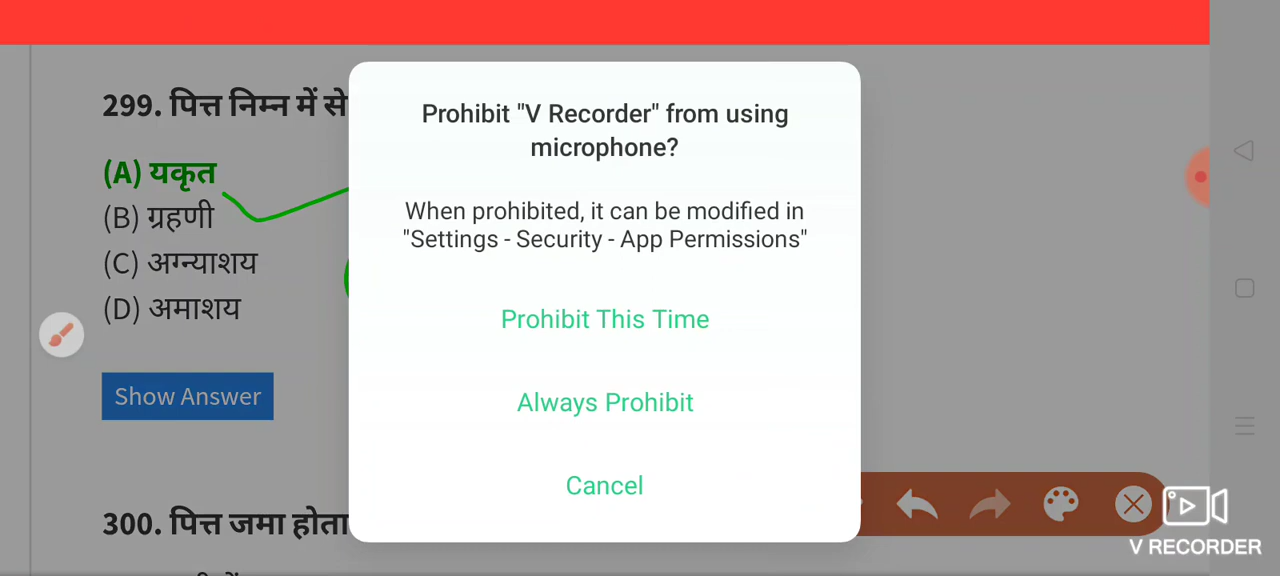 299. पित्त निम्न में से
(A) यकृत
(B) ग्रहणी
(C) अग्न्याशय
(D) अमाशय
Show Answer
300. पित्त जमा होता
Prohibit "V Recorder" from using
microphone?
When prohibited, it can be modified in
"Settings - Security - App Permissions"
Prohibit This Time
Always Prohibit
Cancel
V RECORDER